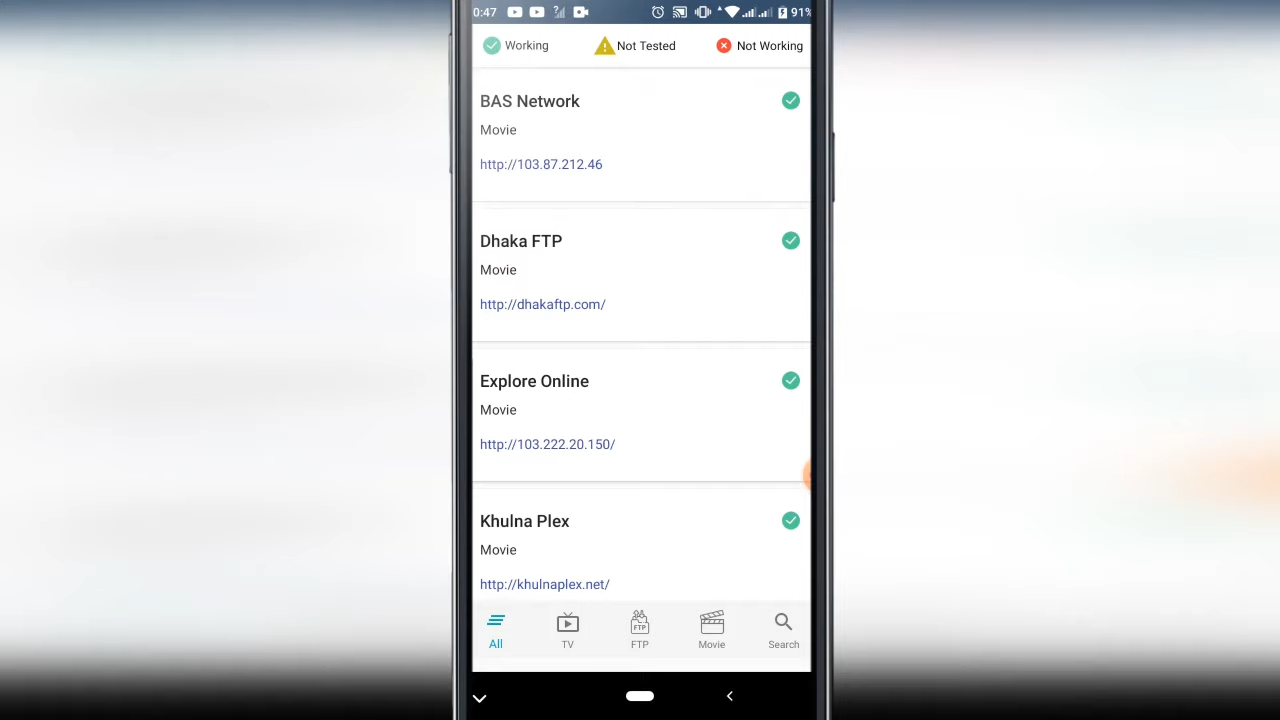 0:47
91%
Working
Not Tested
Not Working
BAS Network
Movie
http://103.87.212.46
Dhaka FTP
Movie
http://dhakaftp.com/
Explore Online
Movie
http://103.222.20.150/
Khulna Plex
Movie
http://khulnaplex.net/
FTP
All
TV
FTP
Movie
Search